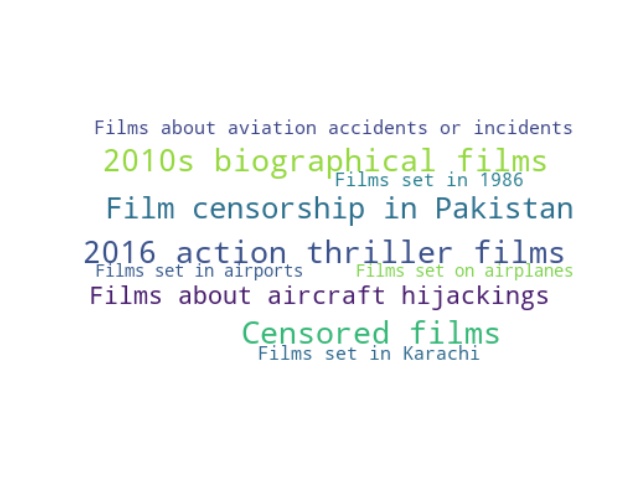 Films about aviation accidents or incidents
2010s biographical films
Films set in 1986
Film censorship in Pakistan
2016 action thriller films
Films set in airports
Films set on airplanes
Films about aircraft hijackings
Censored films
Films set in Karachi